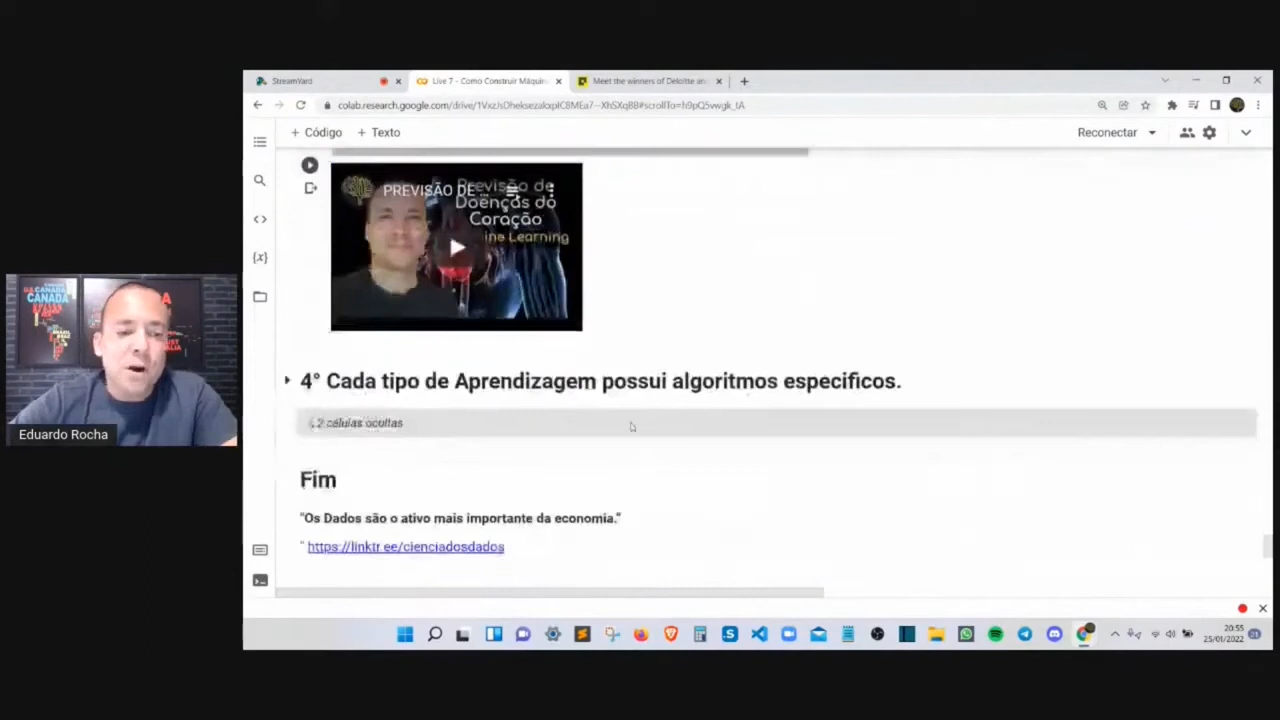 StreamYard
Live 7 - Como Construir Máquin
Meet the winners of Deloitte an
+ Código + Texto
Reconectar
PREVISÃO DE ...
Previsão de
Doenças do
Coração
ine Learning
4° Cada tipo de Aprendizagem possui algoritmos especificos.
2 células ocultas
Fim
"Os Dados são o ativo mais importante da economia."
" https://linktr.ee/cienciadosdados
CANADA
CANADA
Eduardo Rocha
20:55
25/01/2022